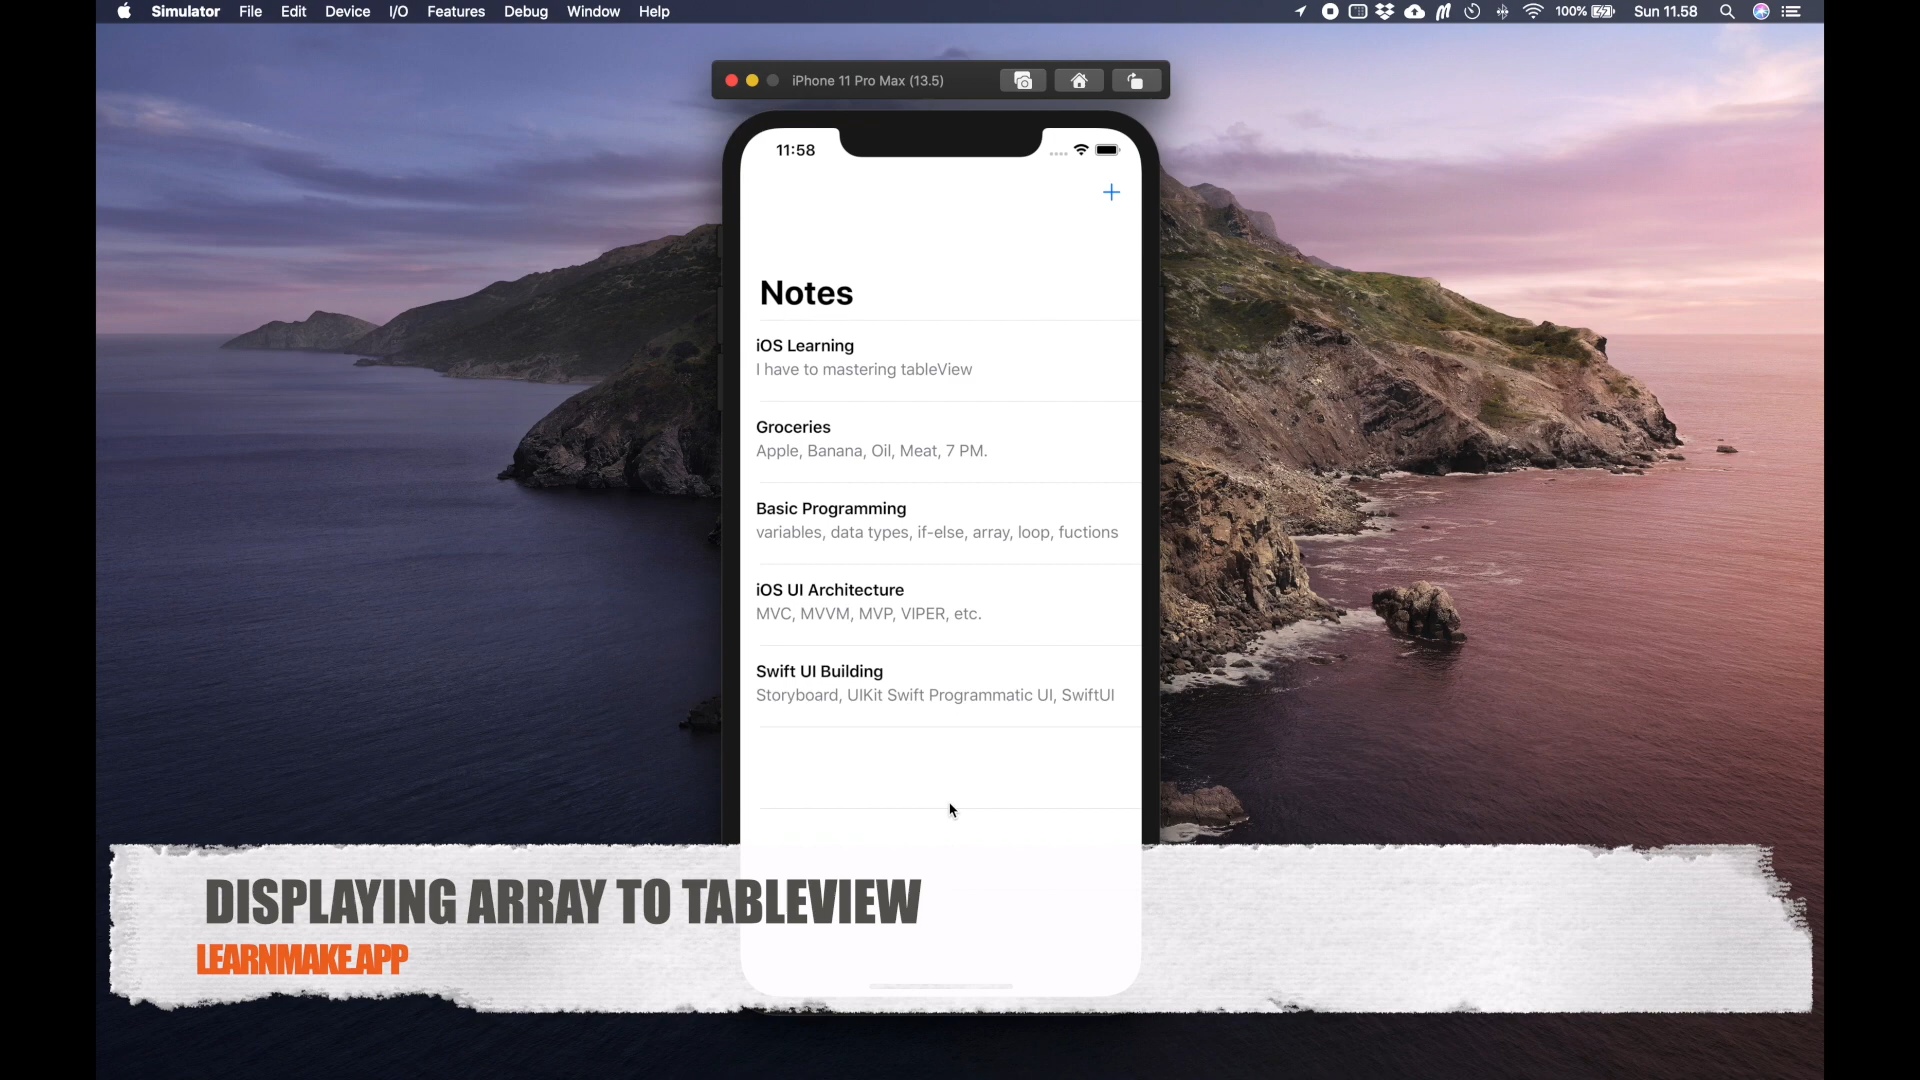 Simulator File Edit Device I/O Features Debug Window Help 100% Sun 11.58
iPhone 11 Pro Max (13.5)
11:58
Notes
iOS Learning
I have to mastering tableView
Groceries
Apple, Banana, Oil, Meat, 7 PM.
Basic Programming
variables, data types, if-else, array, loop, fuctions
iOS UI Architecture
MVC, MVVM, MVP, VIPER, etc.
Swift UI Building
Storyboard, UIKit Swift Programmatic UI, SwiftUI
DISPLAYING ARRAY TO TABLEVIEW
LEARNMAKE.APP